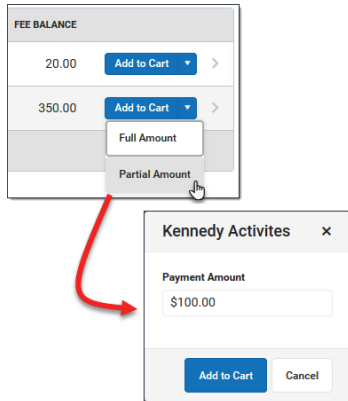 FEE BALANCE
20.00 Add to Cart
350.00 Add to Cart
Full Amount
Partial Amount
Kennedy Activites ×
Payment Amount
$100.00
Add to Cart Cancel